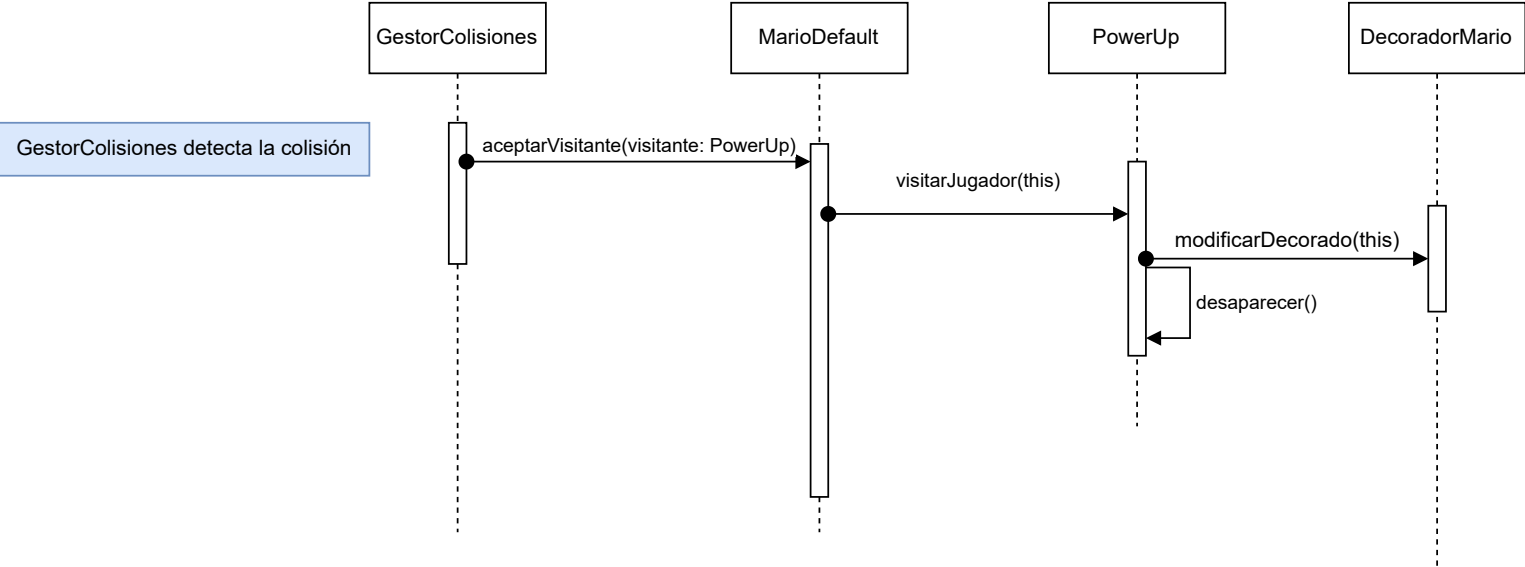 GestorColisiones
MarioDefault
PowerUp
DecoradorMario
GestorColisiones detecta la colisión
aceptarVisitante(visitante: PowerUp)
visitarJugador(this)
modificarDecorado(this)
desaparecer()